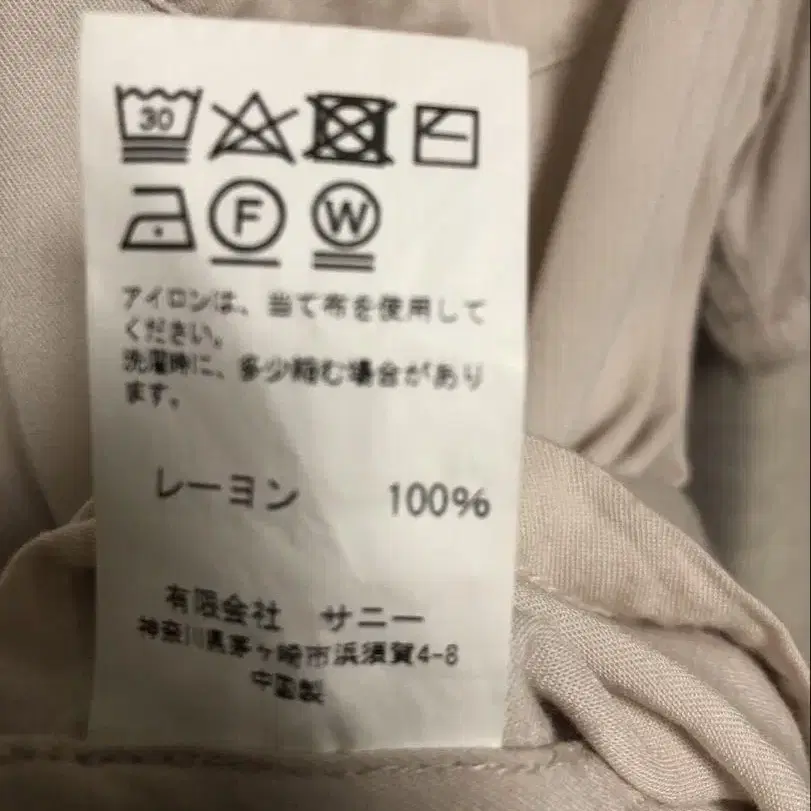 30
F W
アイロンは、当て布を使用して
ください。
洗濯時に、多少縮む場合があり
ます。
レーヨン 100%
有限会社 サニー
神奈川県茅ヶ崎市浜須賀4-8
中国製